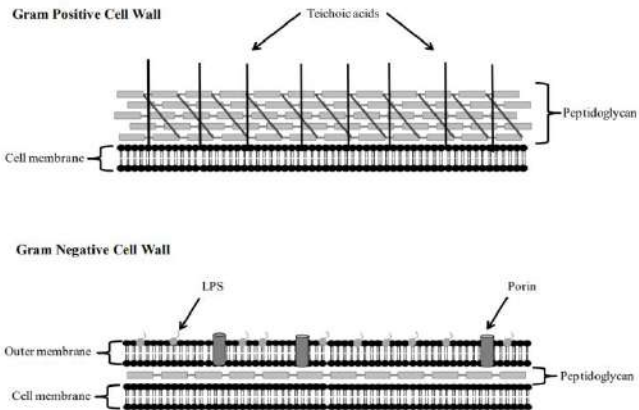 Gram Positive Cell Wall
Teichoic acids
Peptidoglycan
Cell membrane
Gram Negative Cell Wall
LPS
Porin
Outer membrane
Peptidoglycan
Cell membrane